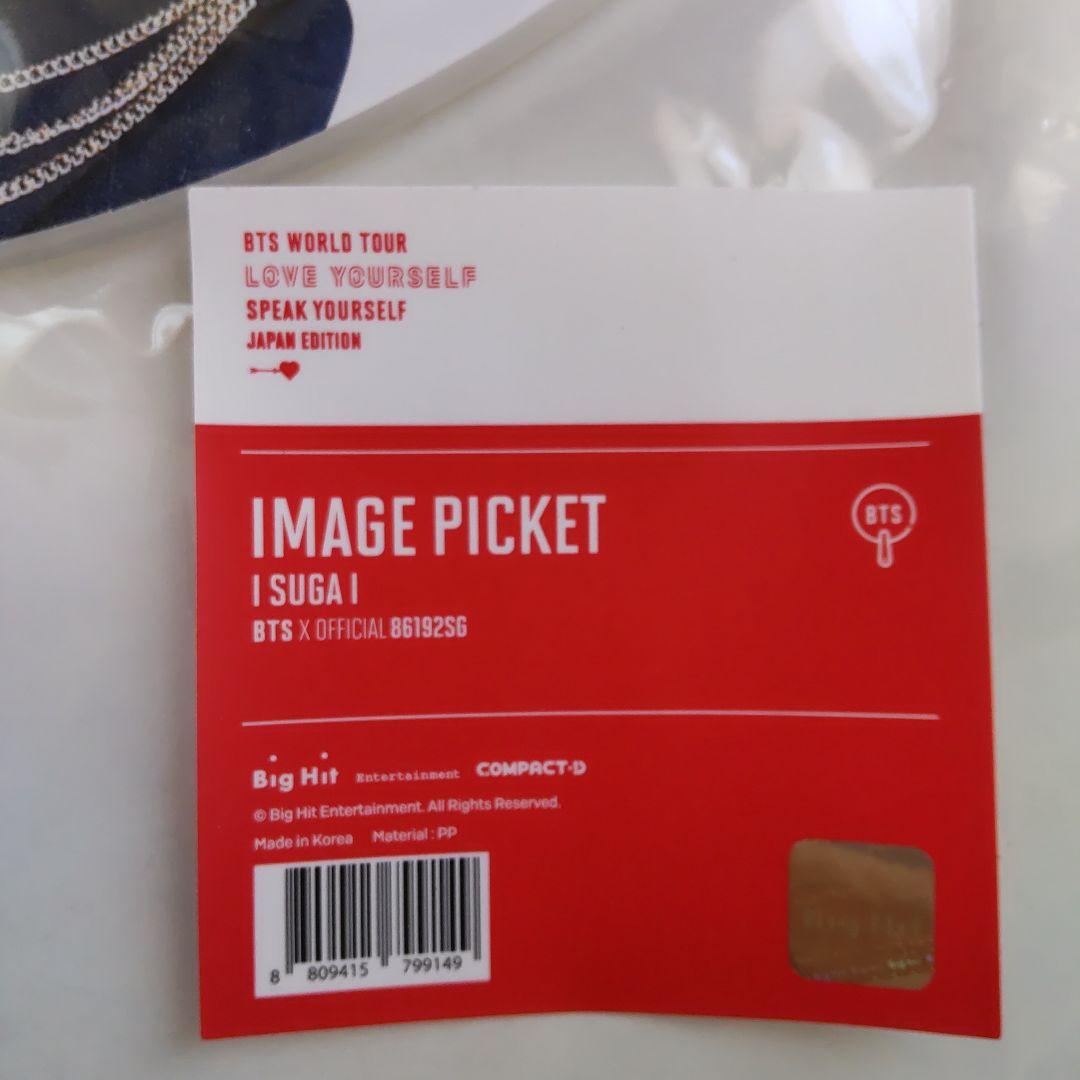 BTS WORLD TOUR
LOVE YOURSELF
SPEAK YOURSELF
JAPAN EDITION
IMAGE PICKET
BTS
I SUGA I
BTS X OFFICIAL 86192SG
Big Hit Entertainment COMPACT·D
© Big Hit Entertainment. All Rights Reserved.
Made in Korea Material : PP
8 809415 799149